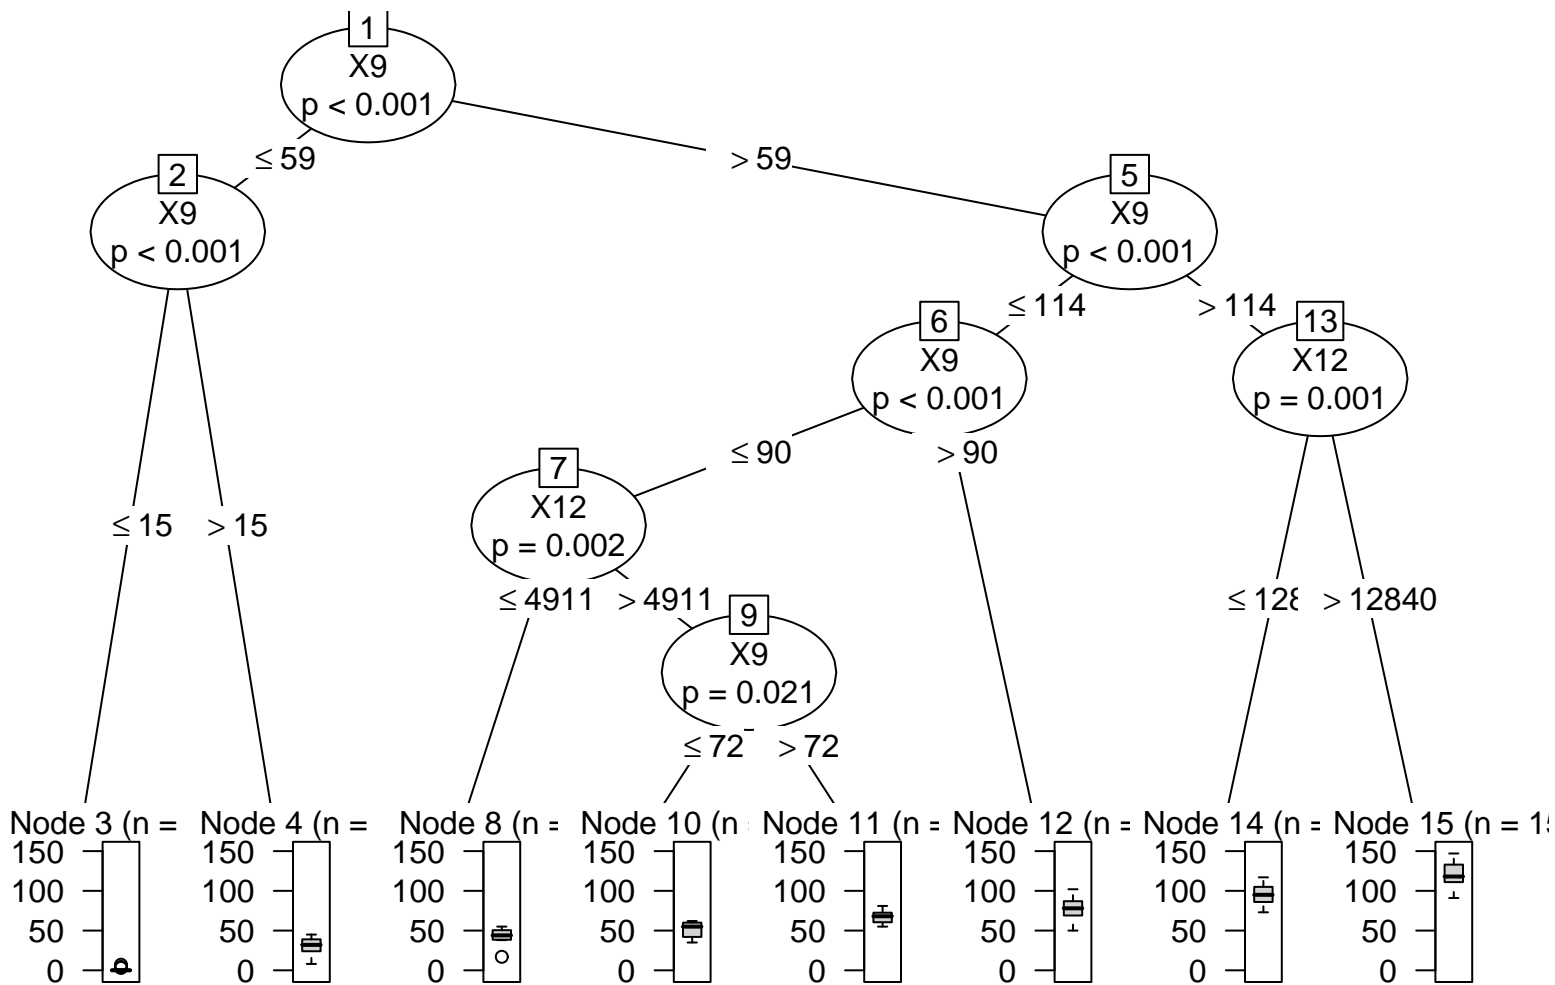 1
X9
p < 0.001
≤ 59
> 59
2
X9
p < 0.001
5
X9
p < 0.001
≤ 114
> 114
6
X9
p < 0.001
13
X12
p = 0.001
≤ 90
> 90
7
X12
p = 0.002
≤ 15
> 15
≤ 4911
> 4911
≤ 128
> 12840
9
X9
p = 0.021
≤ 72
> 72
Node 3 (n =
Node 4 (n =
Node 8 (n =
Node 10 (n
Node 11 (n =
Node 12 (n =
Node 14 (n =
Node 15 (n = 15
150 150 150 150 150 150 150 150
100 100 100 100 100 100 100 100
50 50 50 50 50 50 50 50
0 0 0 0 0 0 0 0